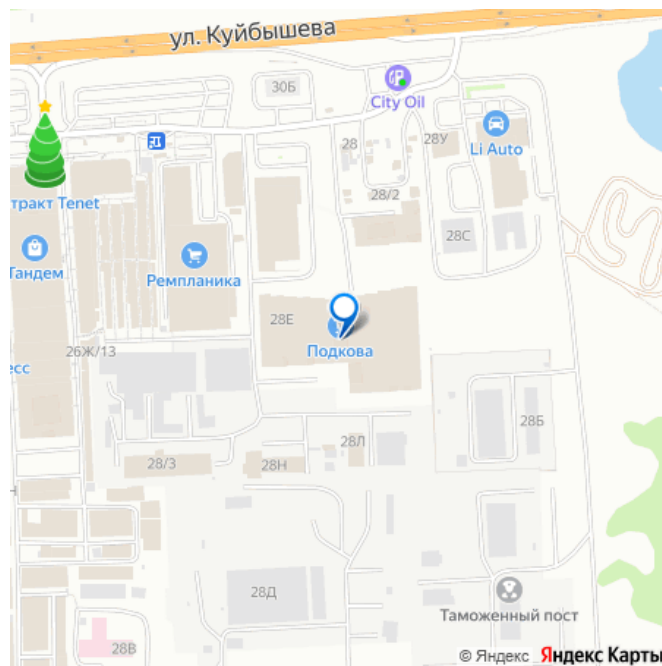 ул. Куйбышева
30Б
City Oil
28
28У
Li Auto
28/2
тракт Tenet
28С
Тандем
Ремпланика
28Е
Подкова
26Ж/13
есс
28Л
28Б
28/3
28Н
28Д
Таможенный пост
28В
© Яндекс Яндекс Карты